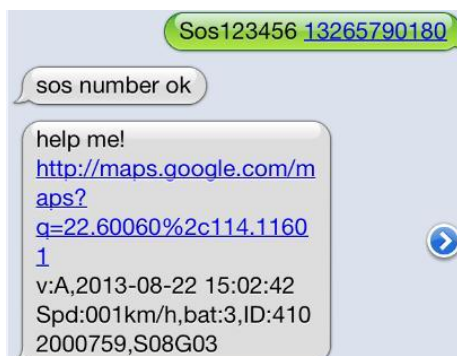 Sos123456 13265790180
sos number ok
help me!
http://maps.google.com/m
aps?
q=22.60060%2c114.1160
1
v:A,2013-08-22 15:02:42
Spd:001km/h,bat:3,ID:410
2000759,S08G03